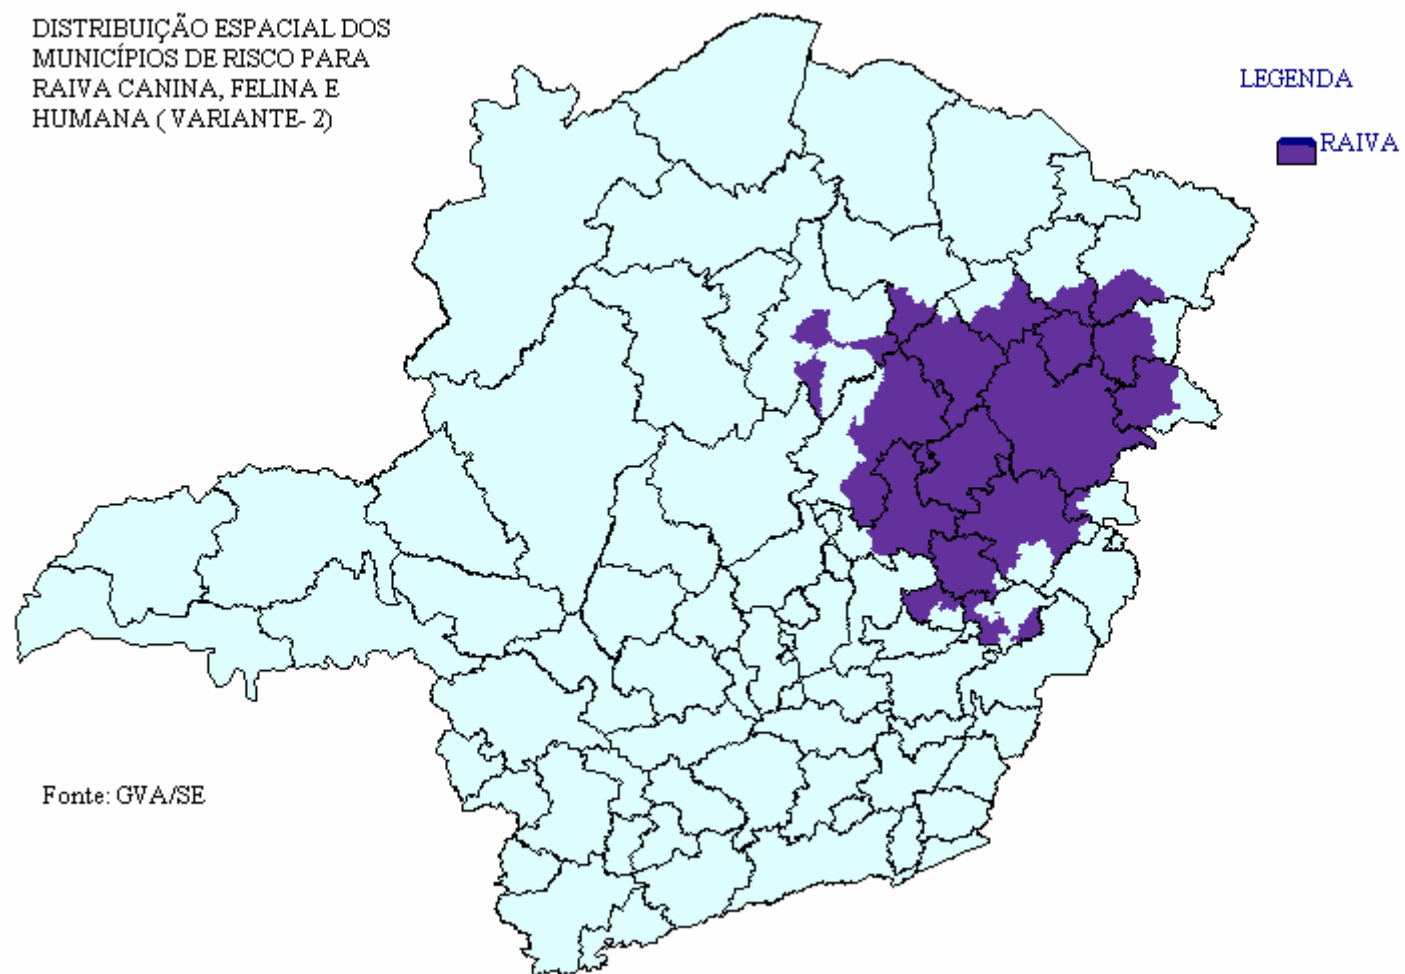 DISTRIBUIÇÃO ESPACIAL DOS
MUNICÍPIOS DE RISCO PARA
RAIVA CANINA, FELINA E
HUMANA ( VARIANTE- 2)
LEGENDA
RAIVA
Fonte: GVA/SE